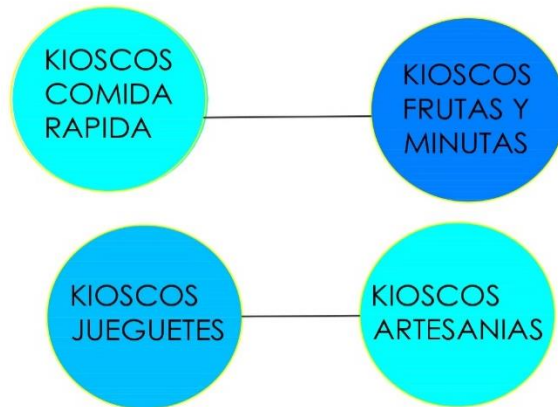 KIOSCOS
COMIDA
RAPIDA
KIOSCOS
FRUTAS Y
MINUTAS
KIOSCOS
JUEGUETES
KIOSCOS
ARTESANIAS